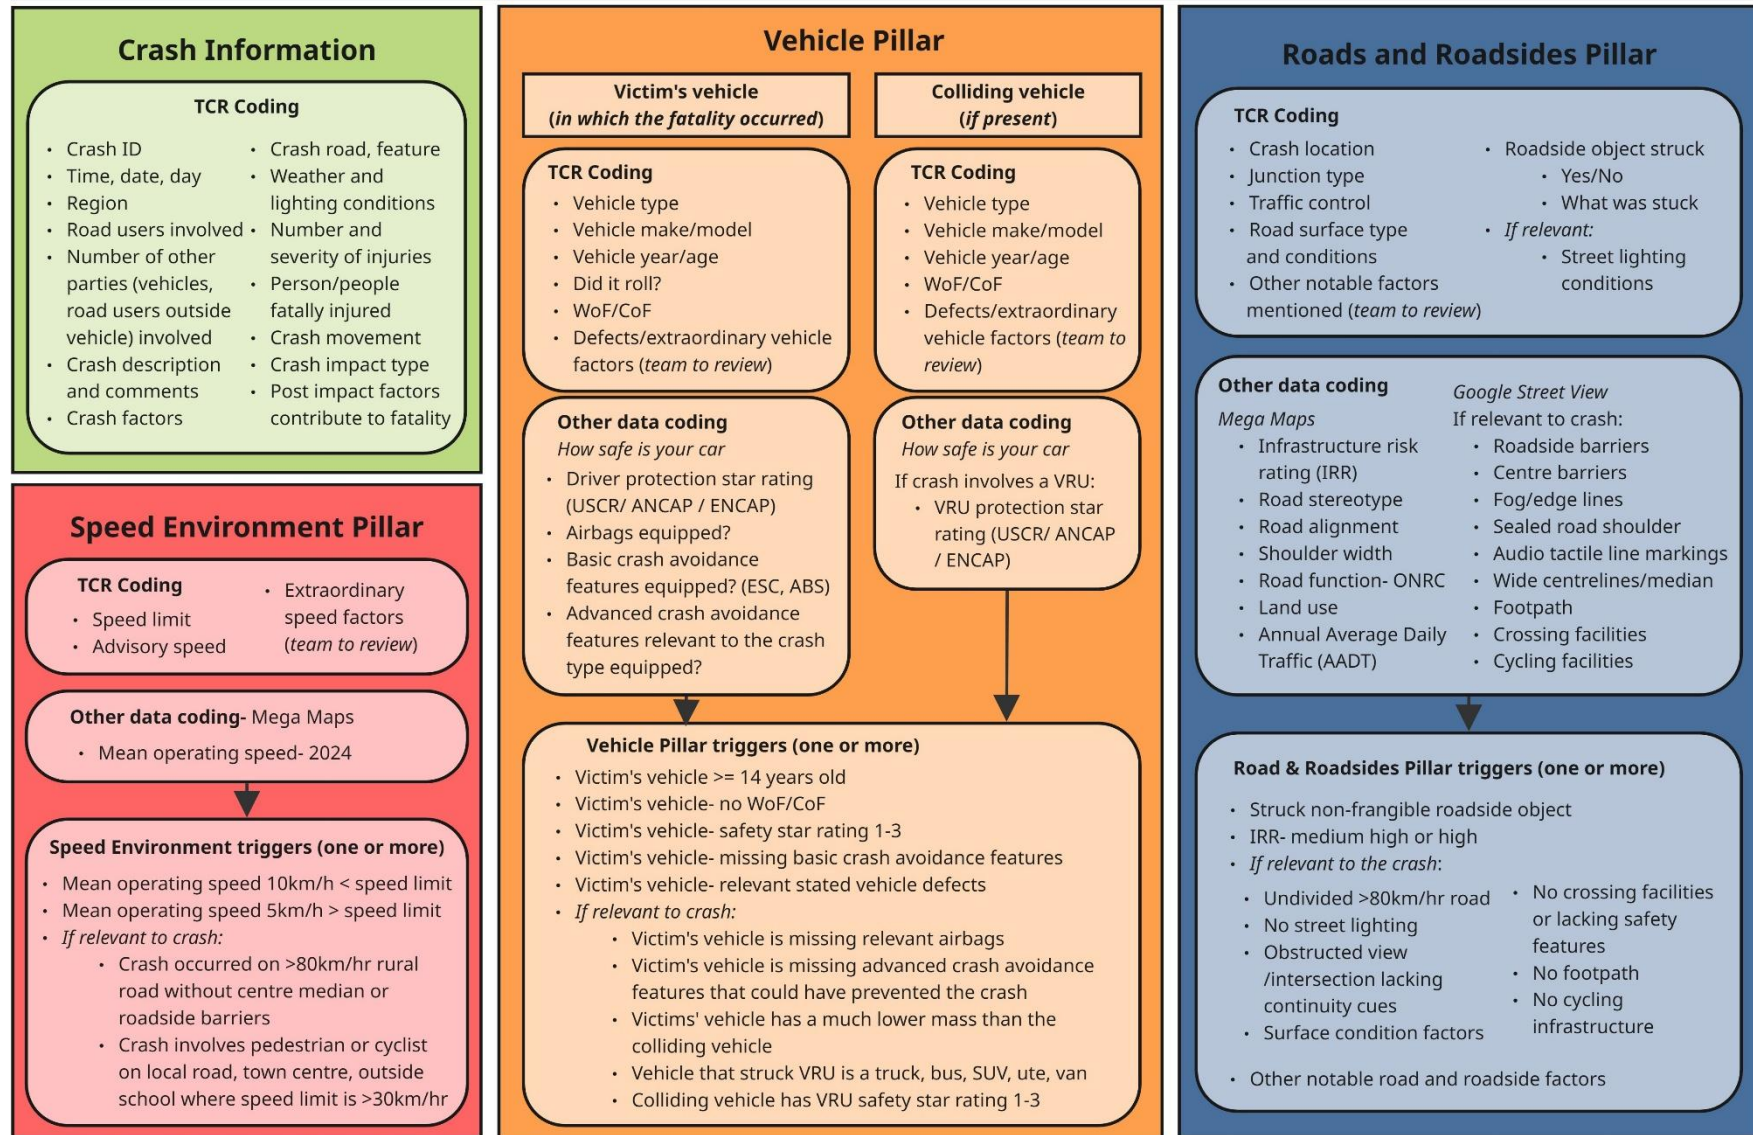 Crash Information
TCR Coding
• Crash ID
• Time, date, day
• Region
• Road users involved
• Number of other
parties (vehicles,
road users outside
vehicle) involved
• Crash description
and comments
• Crash factors
• Crash road, feature
• Weather and
lighting conditions
• Number and
severity of injuries
• Person/people
fatally injured
• Crash movement
• Crash impact type
• Post impact factors
contribute to fatality
Speed Environment Pillar
TCR Coding
• Speed limit
• Advisory speed
• Extraordinary
speed factors
(team to review)
Other data coding- Mega Maps
• Mean operating speed- 2024
Speed Environment triggers (one or more)
• Mean operating speed 10km/h < speed limit
• Mean operating speed 5km/h > speed limit
• If relevant to crash:
• Crash occurred on >80km/hr rural
road without centre median or
roadside barriers
• Crash involves pedestrian or cyclist
on local road, town centre, outside
school where speed limit is >30km/hr
Vehicle Pillar
Victim's vehicle
(in which the fatality occurred)
TCR Coding
• Vehicle type
• Vehicle make/model
• Vehicle year/age
• Did it roll?
• WoF/CoF
• Defects/extraordinary vehicle
factors (team to review)
Other data coding
How safe is your car
• Driver protection star rating
(USCR/ ANCAP / ENCAP)
• Airbags equipped?
• Basic crash avoidance
features equipped? (ESC, ABS)
• Advanced crash avoidance
features relevant to the crash
type equipped?
Colliding vehicle
(if present)
TCR Coding
• Vehicle type
• Vehicle make/model
• Vehicle year/age
• WoF/CoF
• Defects/extraordinary
vehicle factors (team to
review)
Other data coding
How safe is your car
If crash involves a VRU:
• VRU protection star
rating (USCR/ ANCAP
/ ENCAP)
Vehicle Pillar triggers (one or more)
• Victim's vehicle >= 14 years old
• Victim's vehicle- no WoF/CoF
• Victim's vehicle- safety star rating 1-3
• Victim's vehicle- missing basic crash avoidance features
• Victim's vehicle- relevant stated vehicle defects
• If relevant to crash:
• Victim's vehicle is missing relevant airbags
• Victim's vehicle is missing advanced crash avoidance
features that could have prevented the crash
• Victims' vehicle has a much lower mass than the
colliding vehicle
• Vehicle that struck VRU is a truck, bus, SUV, ute, van
• Colliding vehicle has VRU safety star rating 1-3
Roads and Roadsides Pillar
TCR Coding
• Crash location
• Junction type
• Traffic control
• Road surface type
and conditions
• Other notable factors
mentioned (team to review)
• Roadside object struck
• Yes/No
• What was stuck
• If relevant:
• Street lighting
conditions
Other data coding
Mega Maps
• Infrastructure risk
rating (IRR)
• Road stereotype
• Road alignment
• Shoulder width
• Road function- ONRC
• Land use
• Annual Average Daily
Traffic (AADT)
Google Street View
If relevant to crash:
• Roadside barriers
• Centre barriers
• Fog/edge lines
• Sealed road shoulder
• Audio tactile line markings
• Wide centrelines/median
• Footpath
• Crossing facilities
• Cycling facilities
Road & Roadsides Pillar triggers (one or more)
• Struck non-frangible roadside object
• IRR- medium high or high
• If relevant to the crash:
• Undivided >80km/hr road
• No street lighting
• Obstructed view
/intersection lacking
continuity cues
• Surface condition factors
• No crossing facilities
or lacking safety
features
• No footpath
• No cycling
infrastructure
• Other notable road and roadside factors